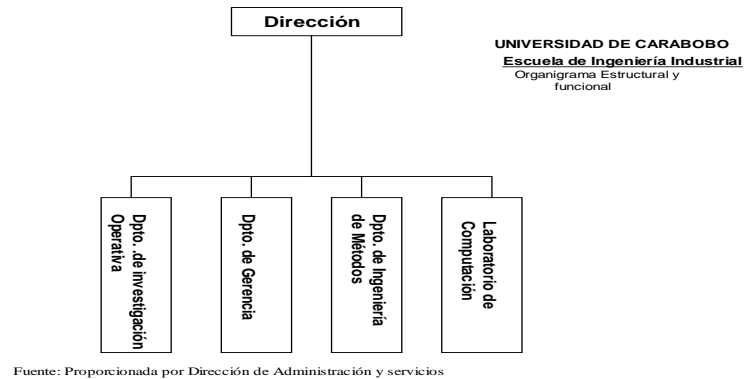 Dirección
UNIVERSIDAD DE CARABOBO
Escuela de Ingeniería Industrial
Organigrama Estructural y
funcional
Dpto. .de investigación
Operativa
Dpto. de Gerencia
Dpto. de Ingeniería
de Métodos
Laboratorio de
Computación
Fuente: Proporcionada por Dirección de Administración y servicios